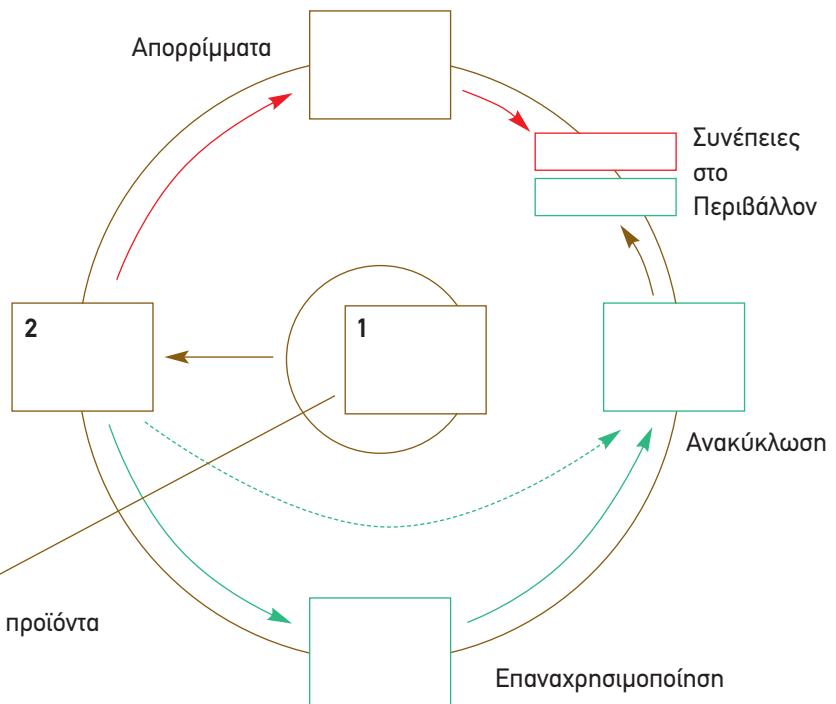 Απορρίμματα
Συνέπειες
στο
Περιβάλλον
2
1
Ανακύκλωση
προϊόντα
Επαναχρησιμοποίηση